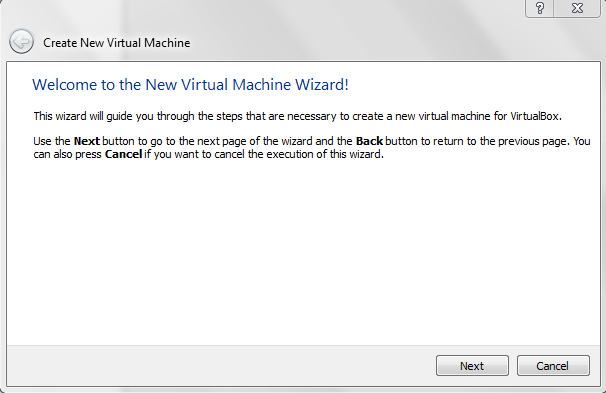 ?
Create New Virtual Machine
Welcome to the New Virtual Machine Wizard!
This wizard will guide you through the steps that are necessary to create a new virtual machine for VirtualBox.
Use the Next button to go to the next page of the wizard and the Back button to return to the previous page. You
can also press Cancel if you want to cancel the execution of this wizard.
Next
Cancel